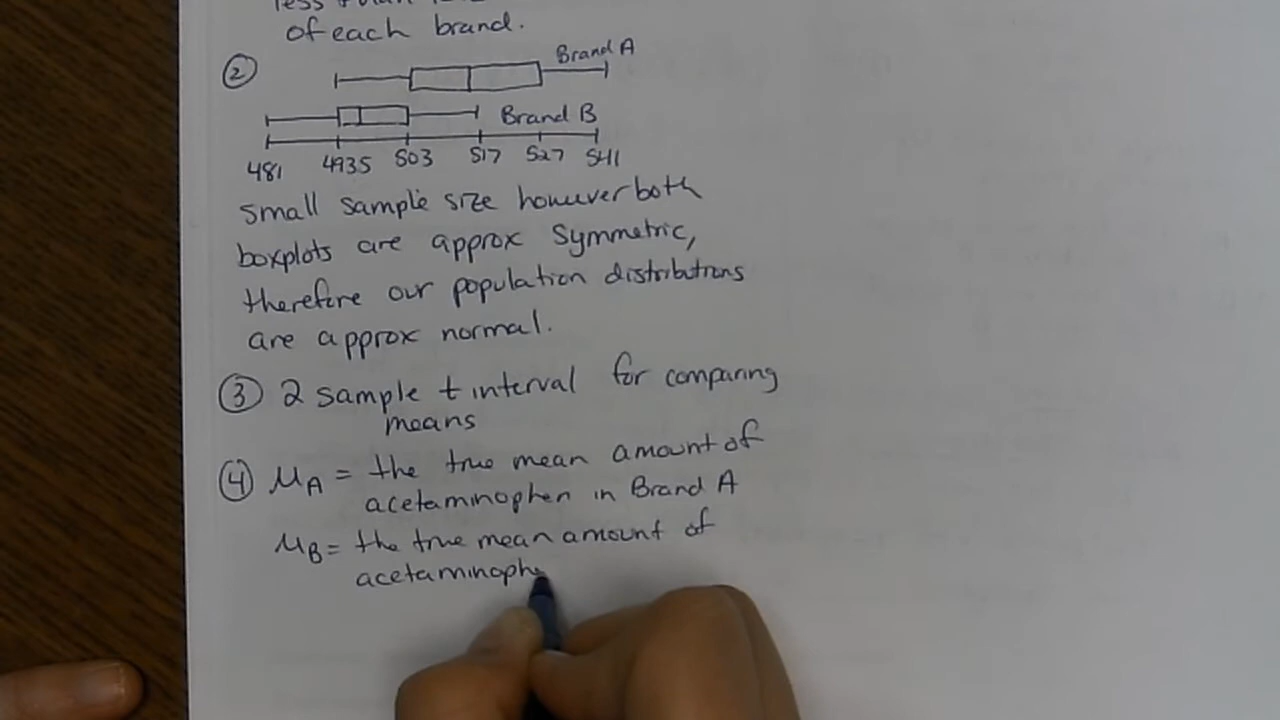 of each brand.
② Brand A
Brand B
481 4935 503 517 527 541
Small sample size however both
boxplots are approx symmetric,
therefore our population distributions
are approx normal.
③ 2 sample t interval for comparing
means
④ μA = the true mean amount of
acetaminophen in Brand A
μB = the true mean amount of
acetaminophe